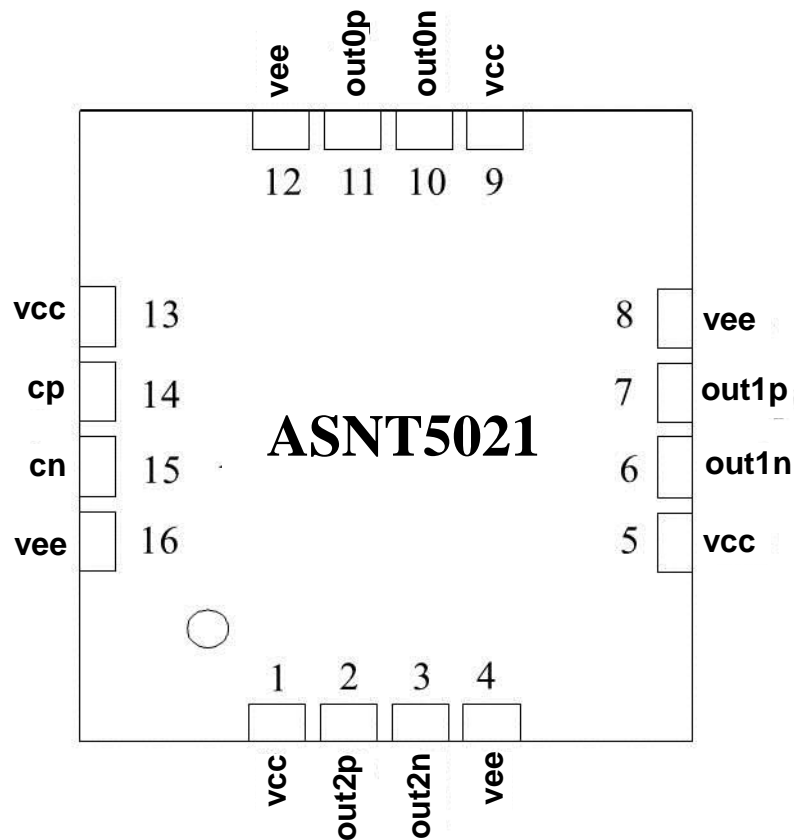 vee out0p out0n vcc
12 11 10 9
vcc 13 8 vee
cp 14 7 out1p
ASNT5021
cn 15 6 out1n
vee 16 5 vcc
1 2 3 4
vcc out2p out2n vee